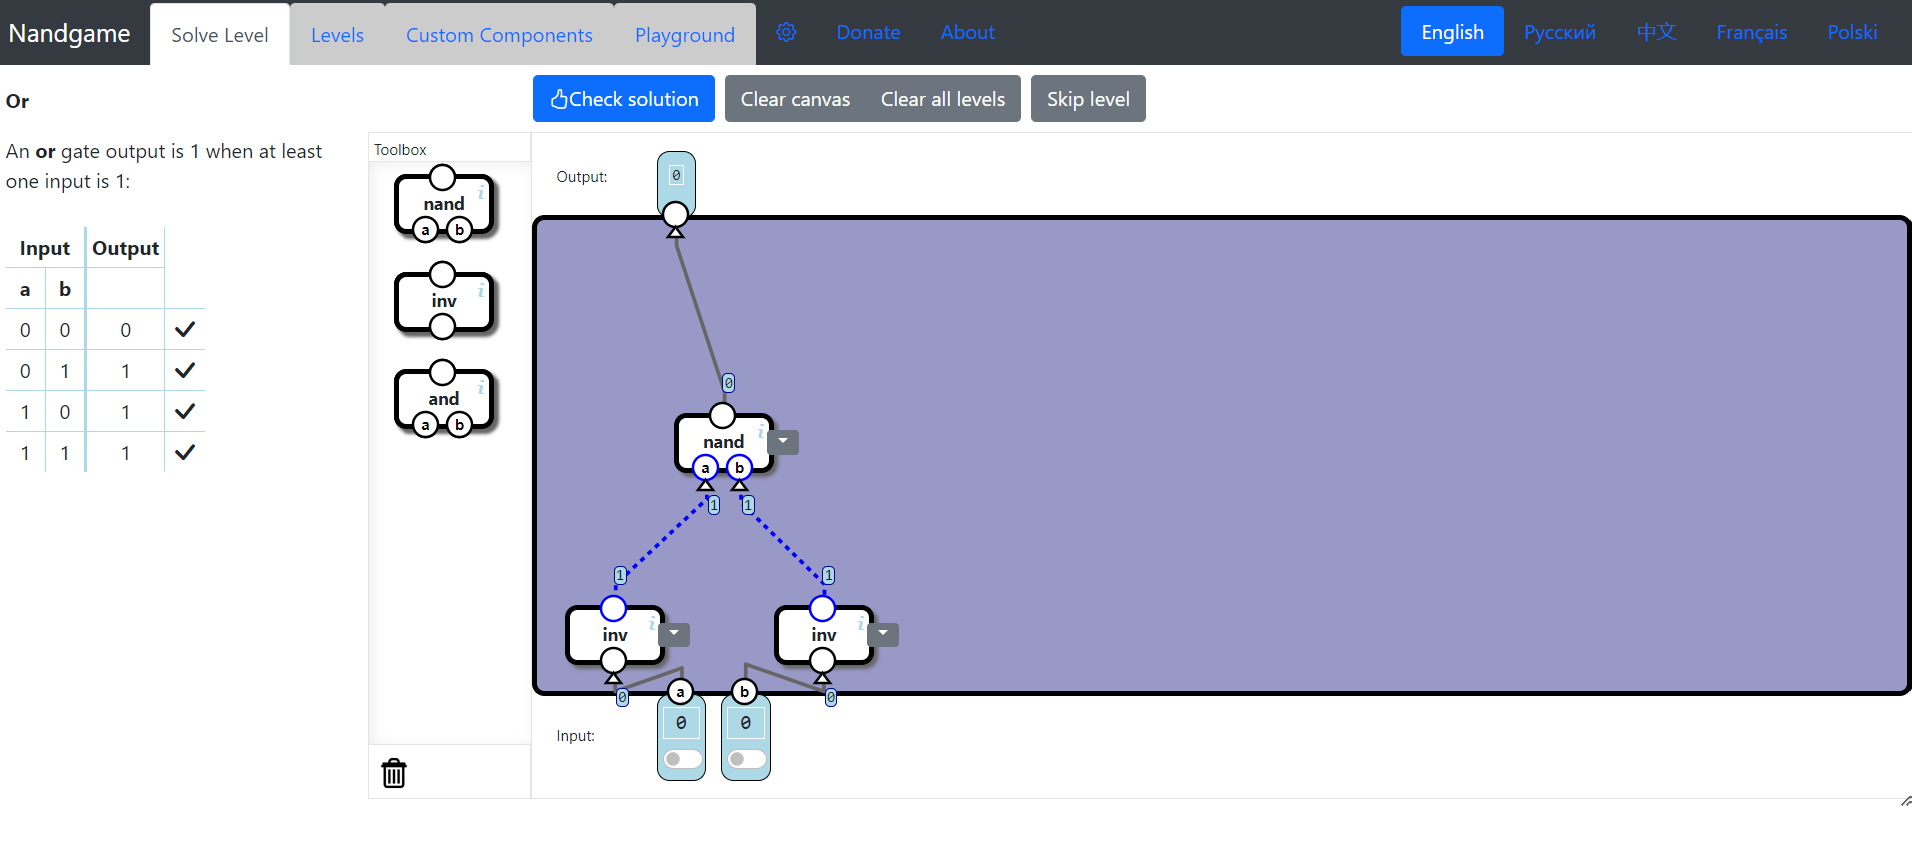 Nandgame
Solve Level
Levels
Custom Components
Playground
Donate
About
English
Русский
中文
Français
Polski
Or
Check solution
Clear canvas
Clear all levels
Skip level
An or gate output is 1 when at least
one input is 1:
Input Output
a b
0 0 0
0 1 1
1 0 1
1 1 1
Toolbox
nand
a b
inv
and
a b
Output:
0
0
nand
a b
1 1
1 1
inv inv
0 a b 0
Input:
0 0